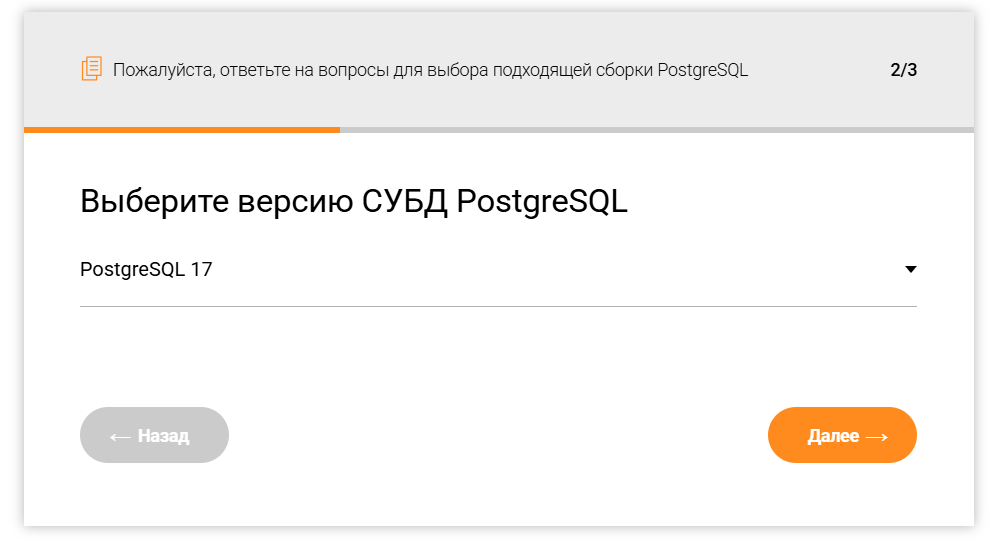 Пожалуйста, ответьте на вопросы для выбора подходящей сборки PostgreSQL 2/3
Выберите версию СУБД PostgreSQL
PostgreSQL 17
← Назад Далее →